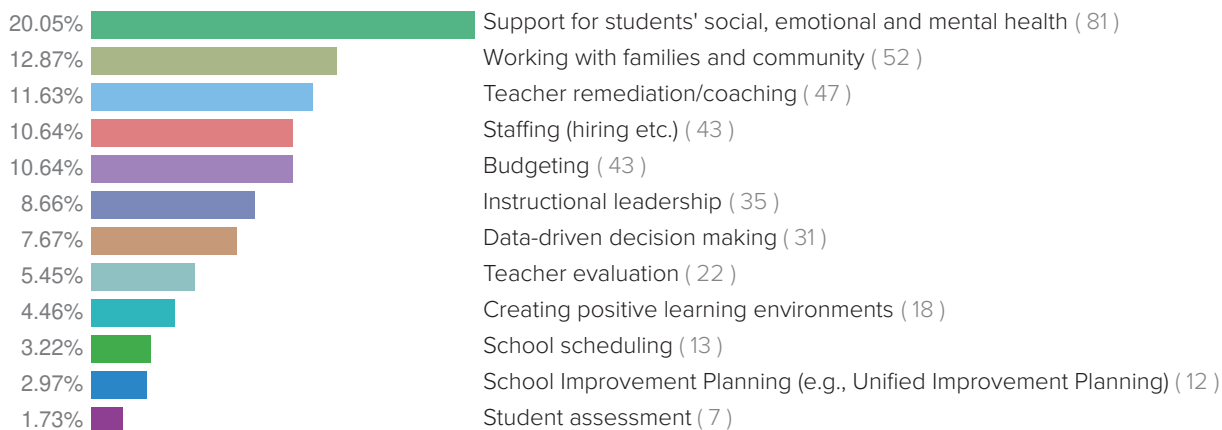 20.05% Support for students' social, emotional and mental health ( 81 )
12.87% Working with families and community ( 52 )
11.63% Teacher remediation/coaching ( 47 )
10.64% Staffing (hiring etc.) ( 43 )
10.64% Budgeting ( 43 )
8.66% Instructional leadership ( 35 )
7.67% Data-driven decision making ( 31 )
5.45% Teacher evaluation ( 22 )
4.46% Creating positive learning environments ( 18 )
3.22% School scheduling ( 13 )
2.97% School Improvement Planning (e.g., Unified Improvement Planning) ( 12 )
1.73% Student assessment ( 7 )